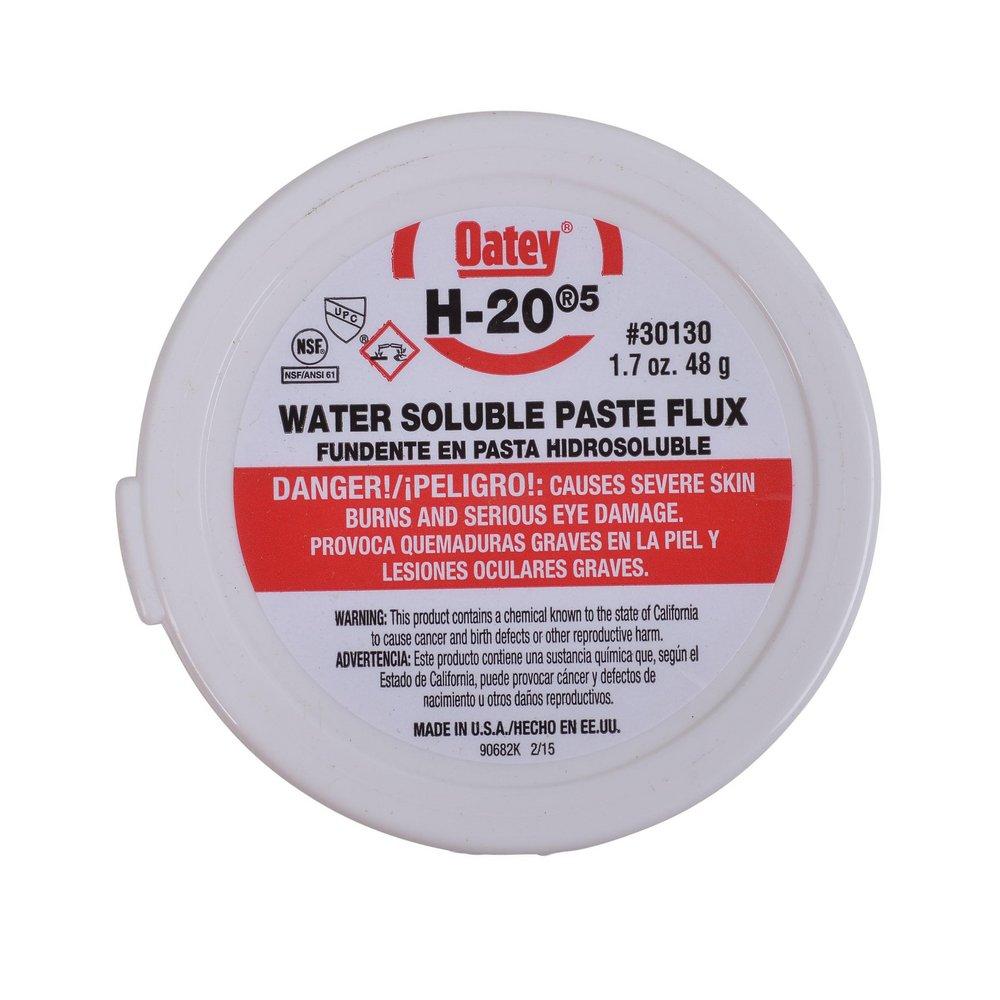 Oatey®
H-20®5
UPC
®
NSF®
NSF/ANSI 61
#30130
1.7 oz. 48 g
WATER SOLUBLE PASTE FLUX
FUNDENTE EN PASTA HIDROSOLUBLE
DANGER!/¡PELIGRO!: CAUSES SEVERE SKIN
BURNS AND SERIOUS EYE DAMAGE.
PROVOCA QUEMADURAS GRAVES EN LA PIEL Y
LESIONES OCULARES GRAVES.
WARNING: This product contains a chemical known to the state of California
to cause cancer and birth defects or other reproductive harm.
ADVERTENCIA: Este producto contiene una sustancia química que, según el
Estado de California, puede provocar cáncer y defectos de
nacimiento u otros daños reproductivos.
MADE IN U.S.A./HECHO EN EE.UU.
90682K 2/15